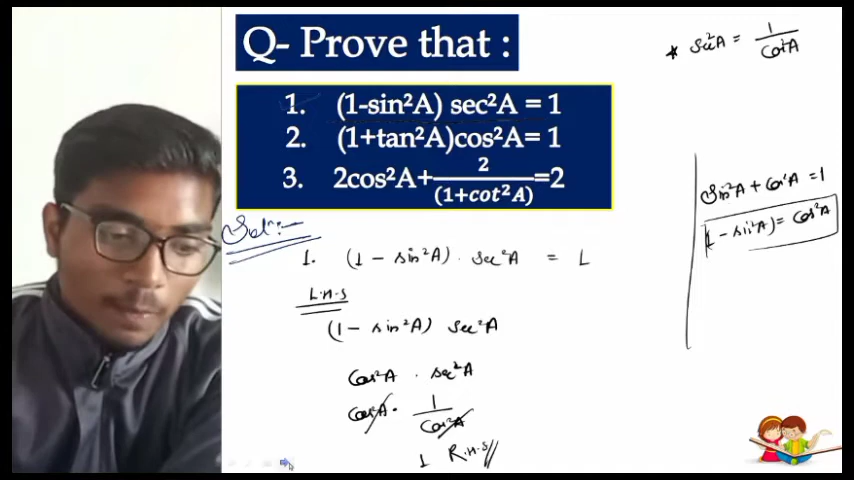 Q- Prove that :
1. (1-sin²A) sec²A = 1
2. (1+tan²A)cos²A= 1
3. 2cos²A+2/(1+cot²A)=2
* sec²A = 1/cos²A
sin²A + cos²A = 1
(1 - sin²A) = cos²A
Sol :-
1. (1 - sin²A) . sec²A = 1
L.H.S
(1 - sin²A) sec²A
cos²A . sec²A
cos²A . 1/cos²A
1 R.H.S//